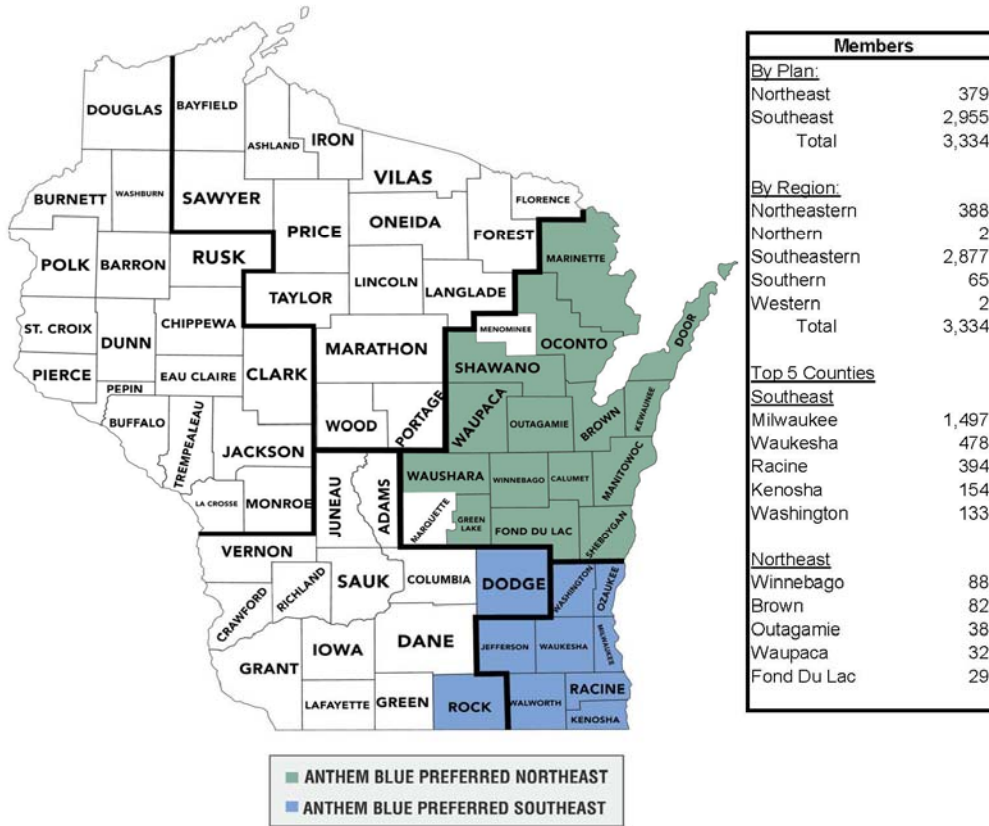 DOUGLAS
BAYFIELD
ASHLAND
IRON
VILAS
BURNETT
WASHBURN
SAWYER
PRICE
ONEIDA
FLORENCE
FOREST
MARINETTE
POLK
BARRON
RUSK
LINCOLN
TAYLOR
LANGLADE
DOOR
ST. CROIX
DUNN
CHIPPEWA
MENOMINEE
OCONTO
MARATHON
PIERCE
PEPIN
EAU CLAIRE
CLARK
SHAWANO
BUFFALO
TREMPEALEAU
WOOD
PORTAGE
WAUPACA
OUTAGAMIE
BROWN
KEWAUNEE
JACKSON
LA CROSSE
MONROE
JUNEAU
ADAMS
WAUSHARA
WINNEBAGO
CALUMET
MANITOWOC
MARQUETTE
GREEN
LAKE
FOND DU LAC
SHEBOYGAN
VERNON
CRAWFORD
RICHLAND
SAUK
COLUMBIA
DODGE
WASHINGTON
OZAUKEE
GRANT
IOWA
DANE
JEFFERSON
WAUKESHA
MILWAUKEE
LAFAYETTE
GREEN
ROCK
WALWORTH
RACINE
KENOSHA
Members
By Plan:
Northeast 379
Southeast 2,955
Total 3,334
By Region:
Northeastern 388
Northern 2
Southeastern 2,877
Southern 65
Western 2
Total 3,334
Top 5 Counties
Southeast
Milwaukee 1,497
Waukesha 478
Racine 394
Kenosha 154
Washington 133
Northeast
Winnebago 88
Brown 82
Outagamie 38
Waupaca 32
Fond Du Lac 29
ANTHEM BLUE PREFERRED NORTHEAST
ANTHEM BLUE PREFERRED SOUTHEAST